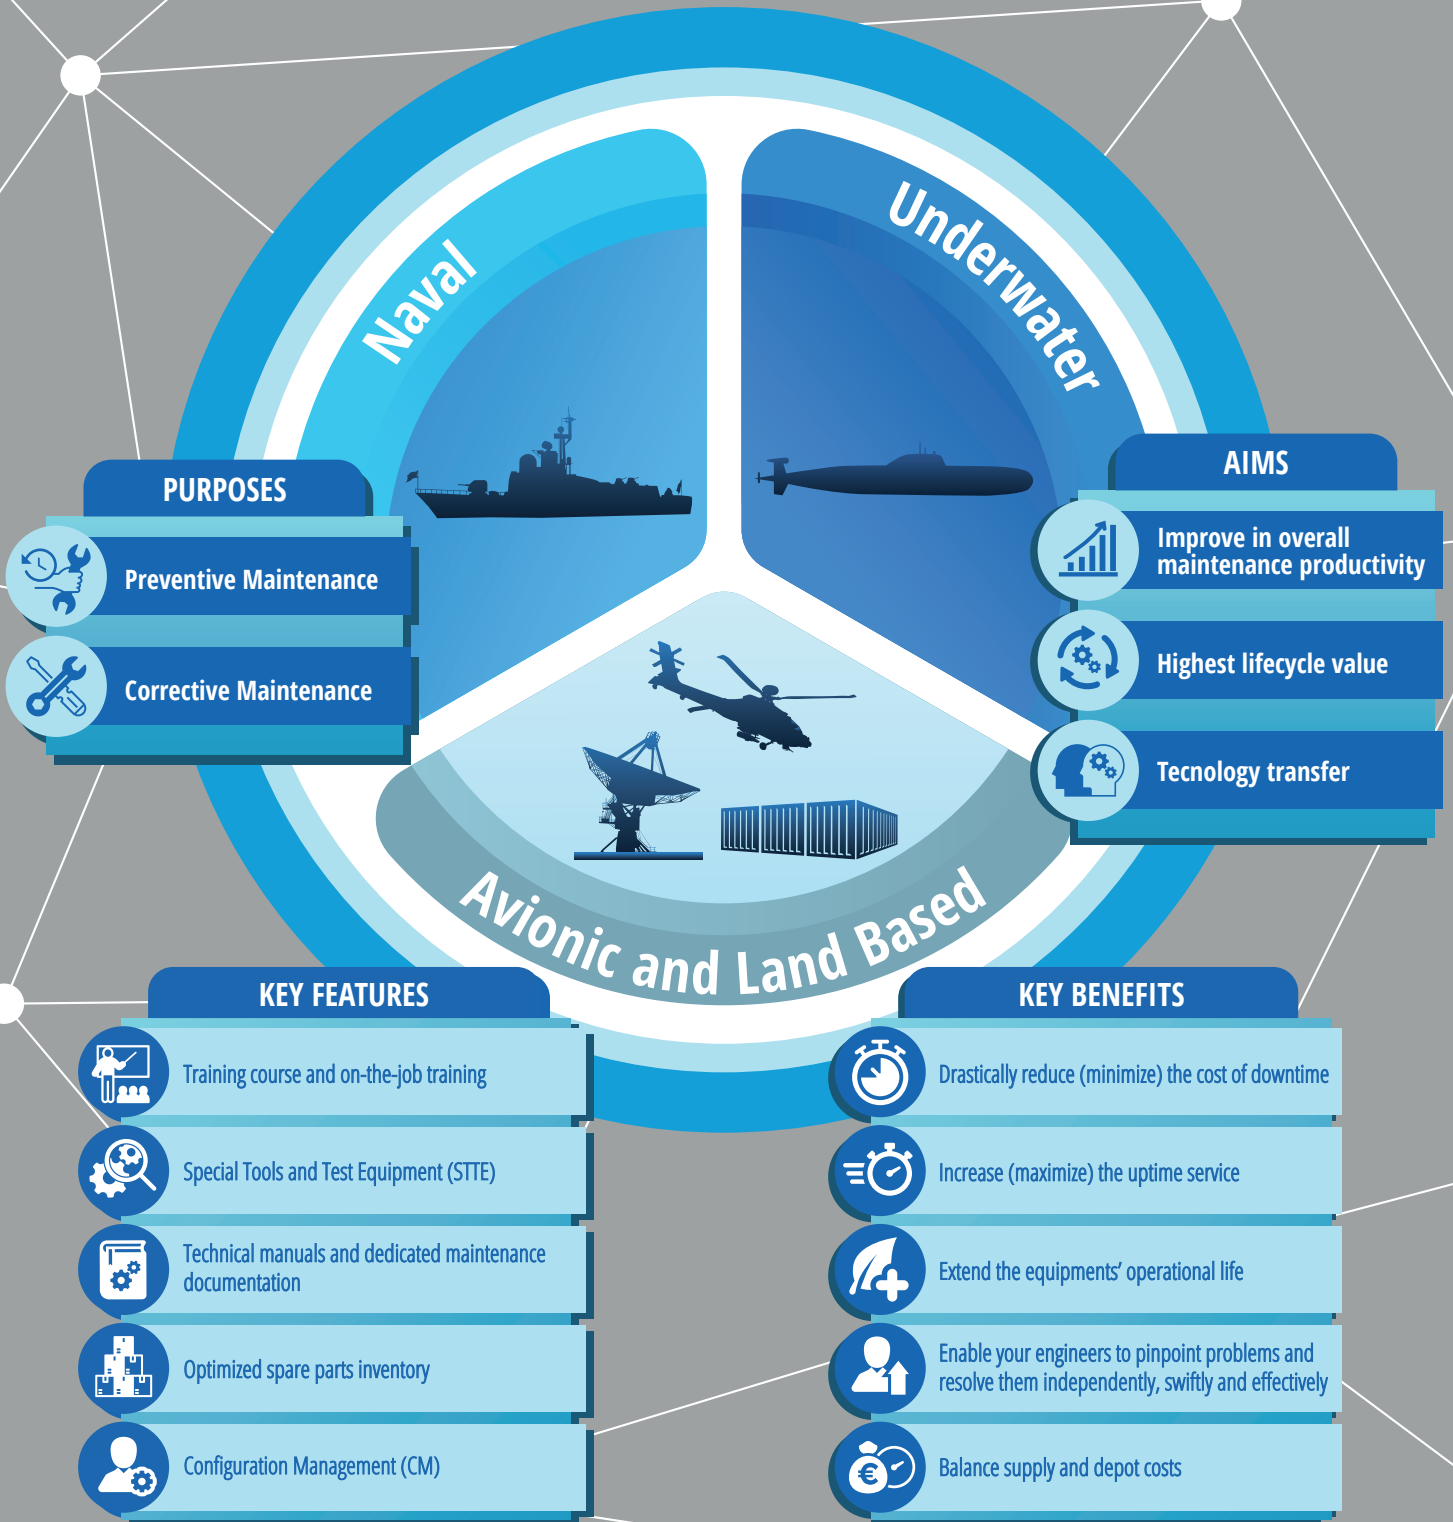 Naval
Underwater
Avionic and Land Based
PURPOSES
Preventive Maintenance
Corrective Maintenance
AIMS
Improve in overall
maintenance productivity
Highest lifecycle value
Tecnology transfer
KEY FEATURES
Training course and on-the-job training
Special Tools and Test Equipment (STTE)
Technical manuals and dedicated maintenance
documentation
Optimized spare parts inventory
Configuration Management (CM)
KEY BENEFITS
Drastically reduce (minimize) the cost of downtime
Increase (maximize) the uptime service
Extend the equipments’ operational life
Enable your engineers to pinpoint problems and
resolve them independently, swiftly and effectively
€
Balance supply and depot costs